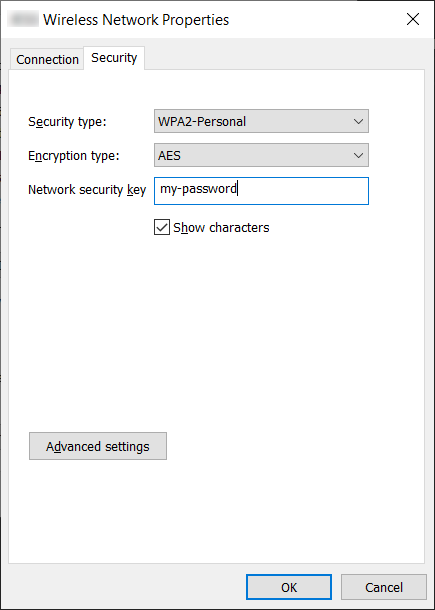 Wireless Network Properties
Connection
Security
Security type:
WPA2-Personal
Encryption type:
AES
Network security key
my-password
Show characters
Advanced settings
OK
Cancel